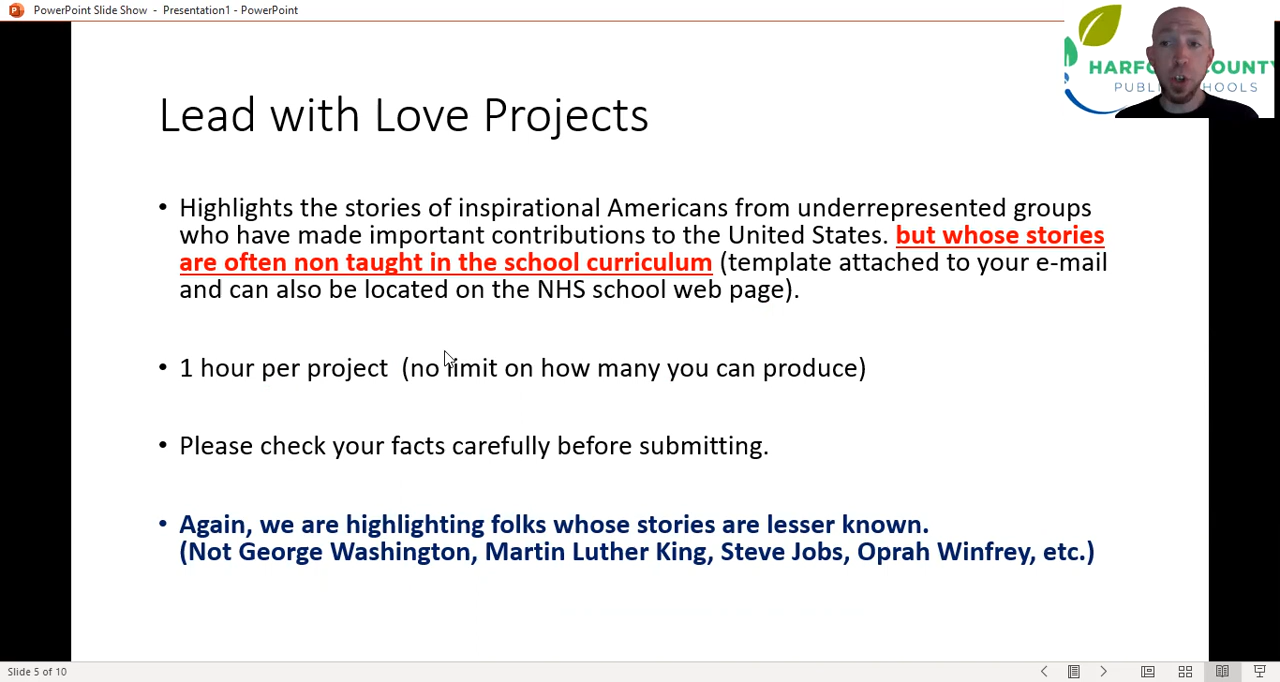 PowerPoint Slide Show - Presentation1 - PowerPoint
Lead with Love Projects
• Highlights the stories of inspirational Americans from underrepresented groups
who have made important contributions to the United States. but whose stories
are often non taught in the school curriculum (template attached to your e-mail
and can also be located on the NHS school web page).
• 1 hour per project (no limit on how many you can produce)
• Please check your facts carefully before submitting.
• Again, we are highlighting folks whose stories are lesser known.
(Not George Washington, Martin Luther King, Steve Jobs, Oprah Winfrey, etc.)
Slide 5 of 10